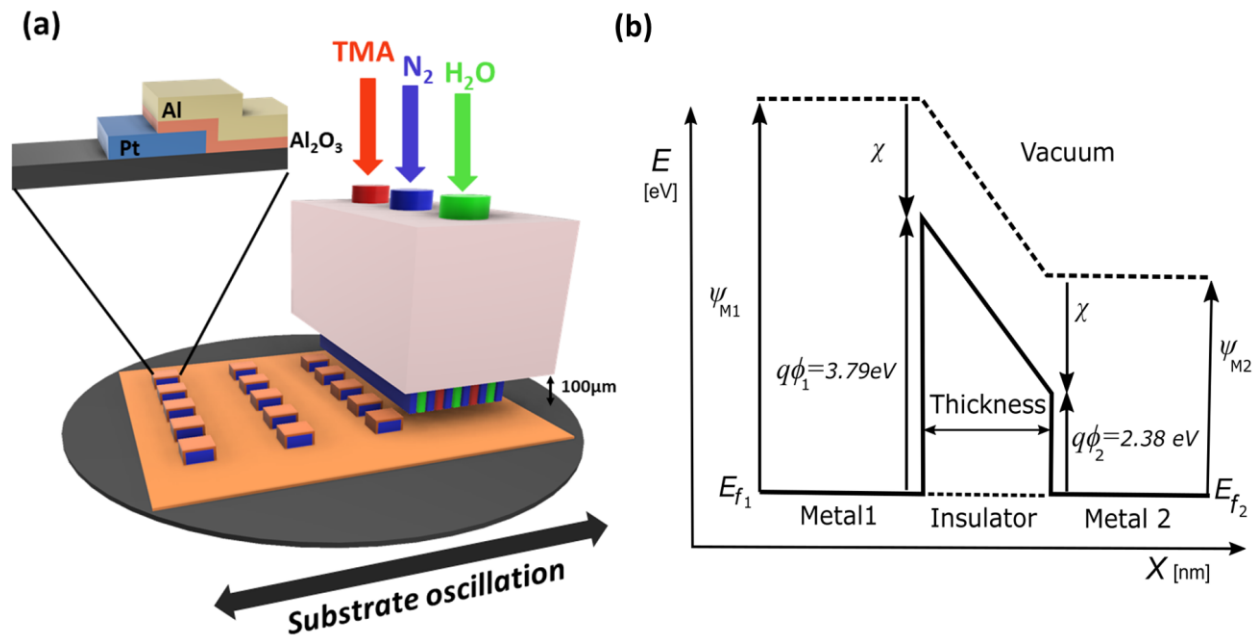 (a)
TMA
N₂
H₂O
Al
Pt
Al₂O₃
100μm
Substrate oscillation
(b)
E
[eV]
χ
Vacuum
ψM1
χ
ψM2
qϕ₁=3.79eV
Thickness
qϕ₂=2.38 eV
Ef₁
Ef₂
Metal1
Insulator
Metal 2
X [nm]